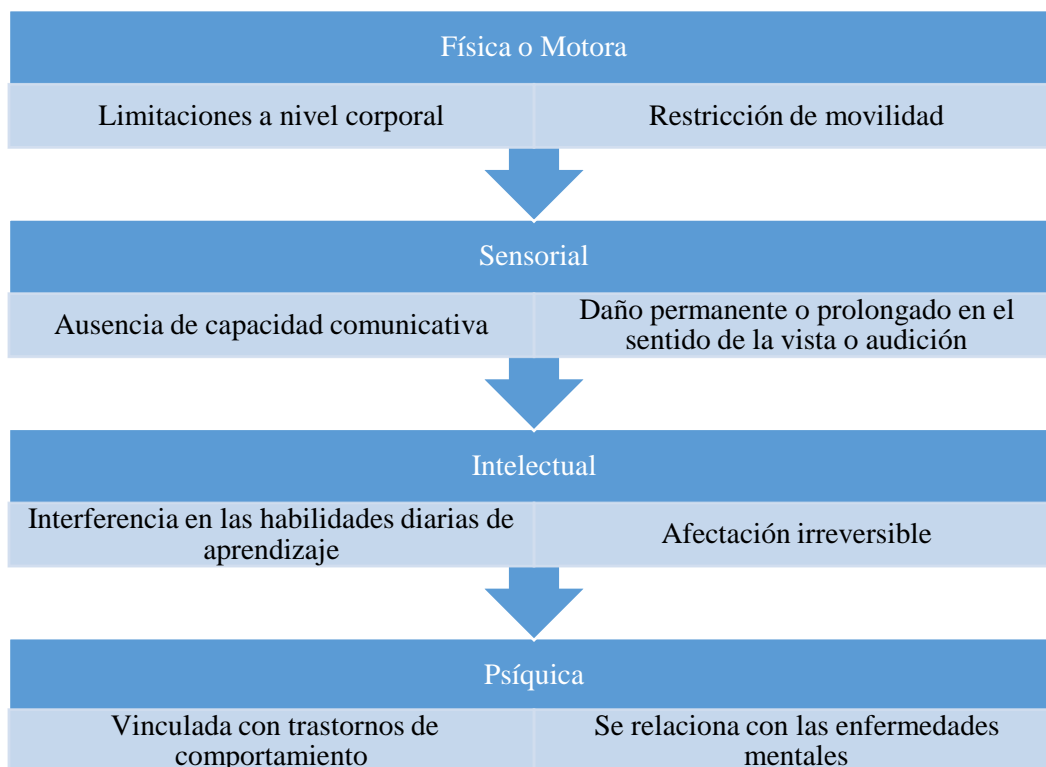 Física o Motora
Limitaciones a nivel corporal
Restricción de movilidad
Sensorial
Ausencia de capacidad comunicativa
Daño permanente o prolongado en el
sentido de la vista o audición
Intelectual
Interferencia en las habilidades diarias de
aprendizaje
Afectación irreversible
Psíquica
Vinculada con trastornos de
comportamiento
Se relaciona con las enfermedades
mentales